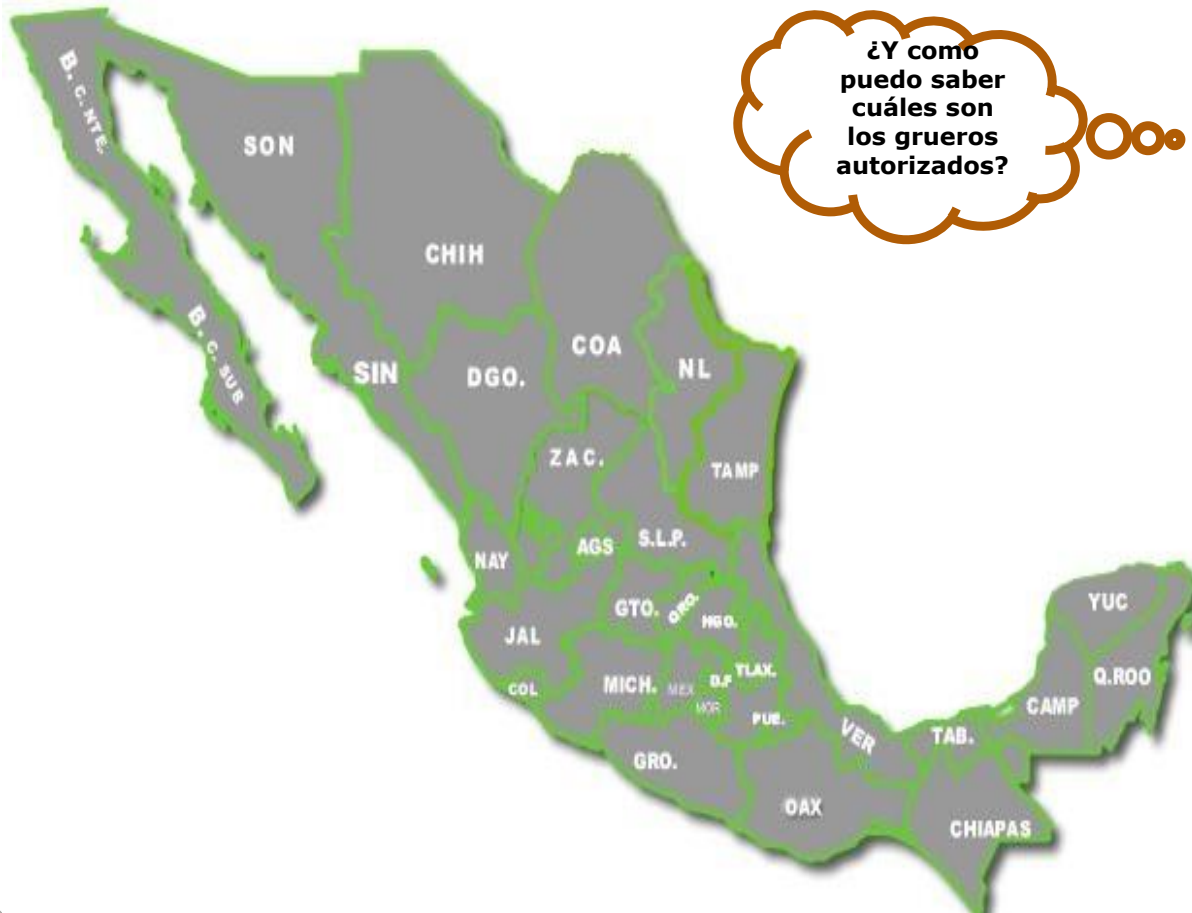 ¿Y como
puedo saber
cuáles son
los grueros
autorizados?
B. C. NTE.
SON
CHIH
B. C. SUR
SIN
DGO.
COA
NL
ZAC.
TAMP
NAY
AGS
S.L.P.
GTO.
QRO.
HGO.
JAL
COL
MICH.
MEX
D.F
TLAX.
MOR
PUE.
GRO.
OAX
VER
TAB.
CHIAPAS
CAMP
YUC
Q.ROO